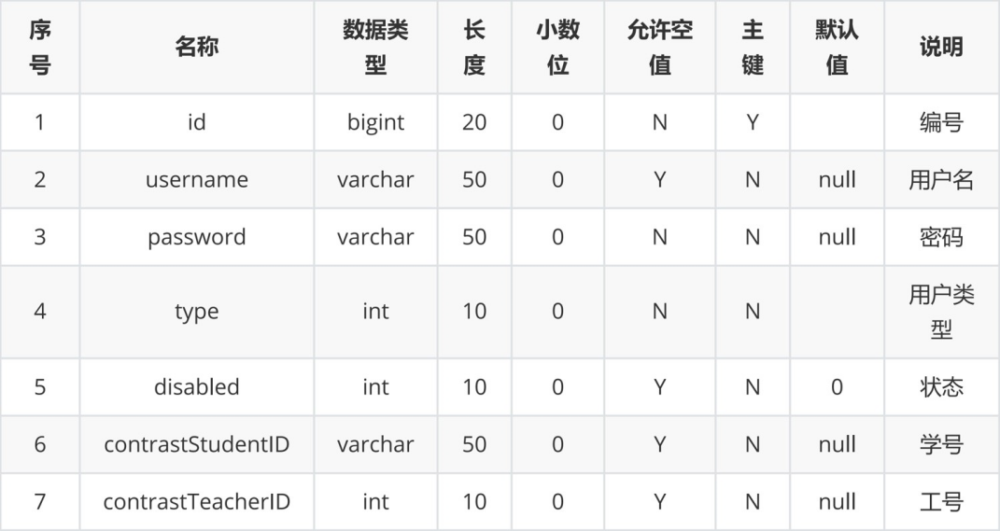 序号 名称 数据类型 长度 小数位 允许空值 主键 默认值 说明
1 id bigint 20 0 N Y 编号
2 username varchar 50 0 Y N null 用户名
3 password varchar 50 0 N N null 密码
4 type int 10 0 N N 用户类型
5 disabled int 10 0 Y N 0 状态
6 contrastStudentID varchar 50 0 Y N null 学号
7 contrastTeacherID int 10 0 Y N null 工号